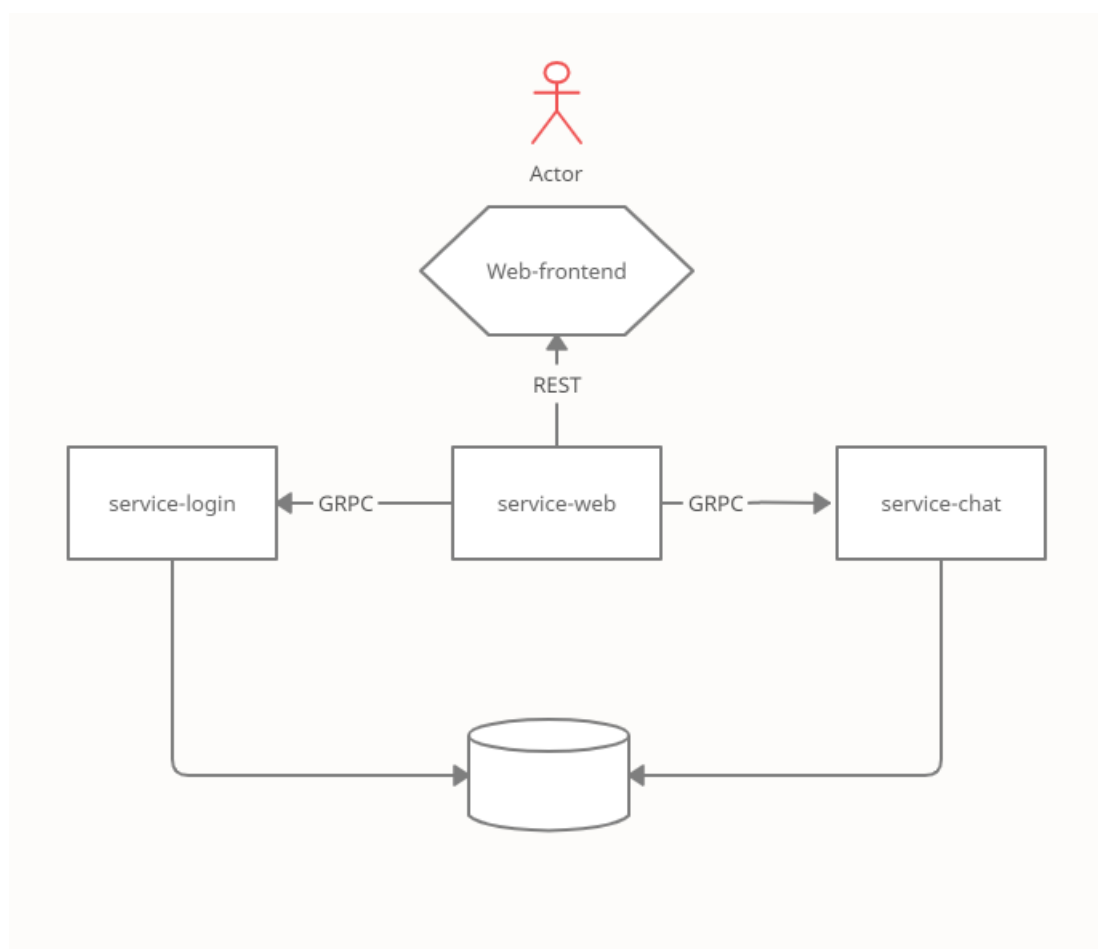 Actor
Web-frontend
REST
service-login
GRPC
service-web
GRPC
service-chat